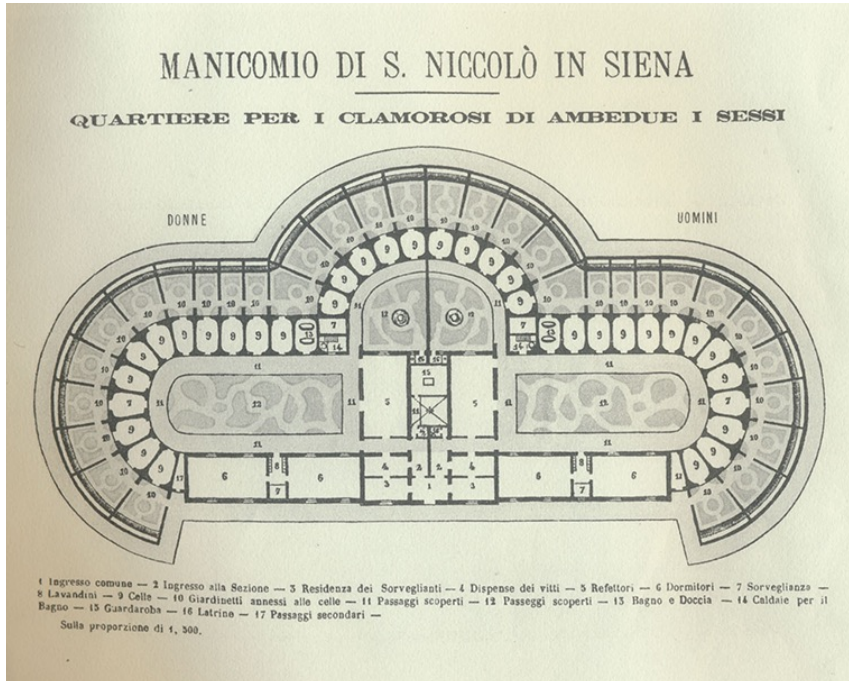 MANICOMIO DI S. NICCOLÒ IN SIENA
QUARTIERE PER I CLAMOROSI DI AMBEDUE I SESSI
DONNE
UOMINI
1 Ingresso comune — 2 Ingresso alla Sezione — 3 Residenza dei Sorveglianti — 4 Dispense dei vitti — 5 Refettori — 6 Dormitori — 7 Sorveglianza —
8 Lavandini — 9 Celle — 10 Giardinetti annessi alle celle — 11 Passaggi scoperti — 12 Passeggi scoperti — 13 Bagno e Doccia — 14 Caldaie per il
Bagno — 15 Guardaroba — 16 Latrine — 17 Passaggi secondari —
Sulla proporzione di 1, 500.